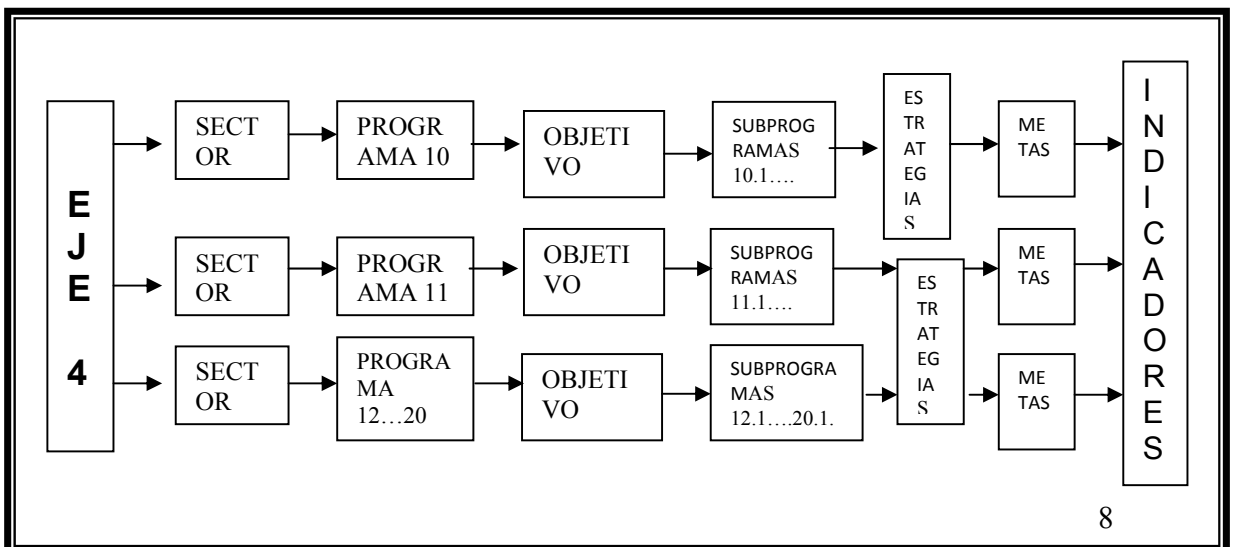 E
J
E
4
SECT
OR
PROGR
AMA 10
OBJETI
VO
SUBPROG
RAMAS
10.1….
ES
TR
AT
EG
IA
S
ME
TAS
SECT
OR
PROGR
AMA 11
OBJETI
VO
SUBPROG
RAMAS
11.1….
ES
TR
AT
EG
IA
S
ME
TAS
SECT
OR
PROGRA
MA
12…20
OBJETI
VO
SUBPROGRA
MAS
12.1….20.1.
ME
TAS
I
N
D
I
C
A
D
O
R
E
S
8